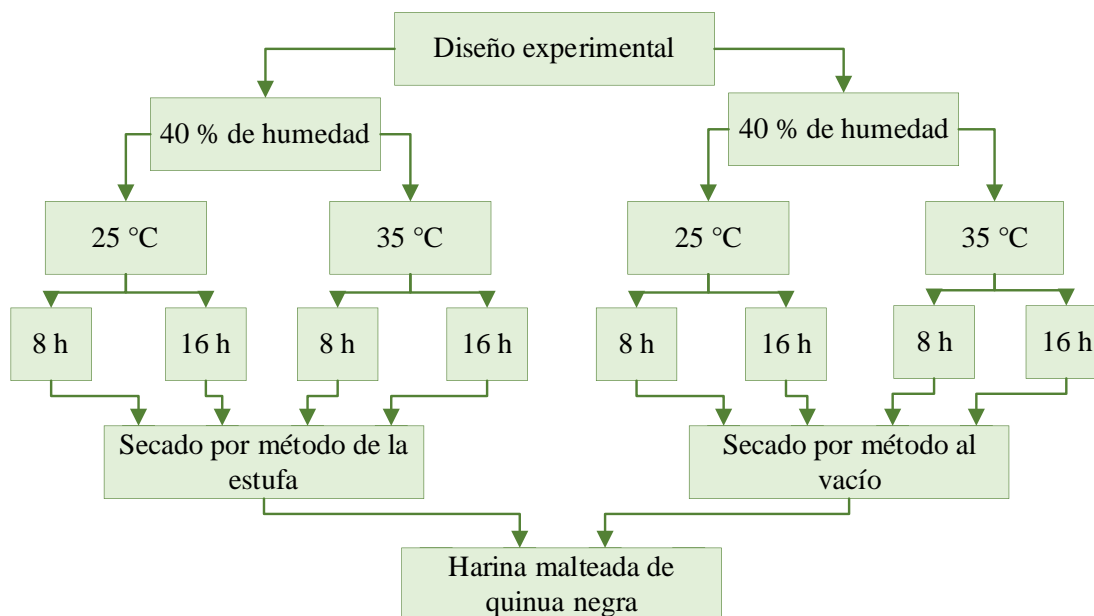 Diseño experimental
40 % de humedad
40 % de humedad
25 °C
35 °C
25 °C
35 °C
8 h
16 h
8 h
16 h
8 h
16 h
8 h
16 h
Secado por método de la
estufa
Secado por método al
vacío
Harina malteada de
quinua negra